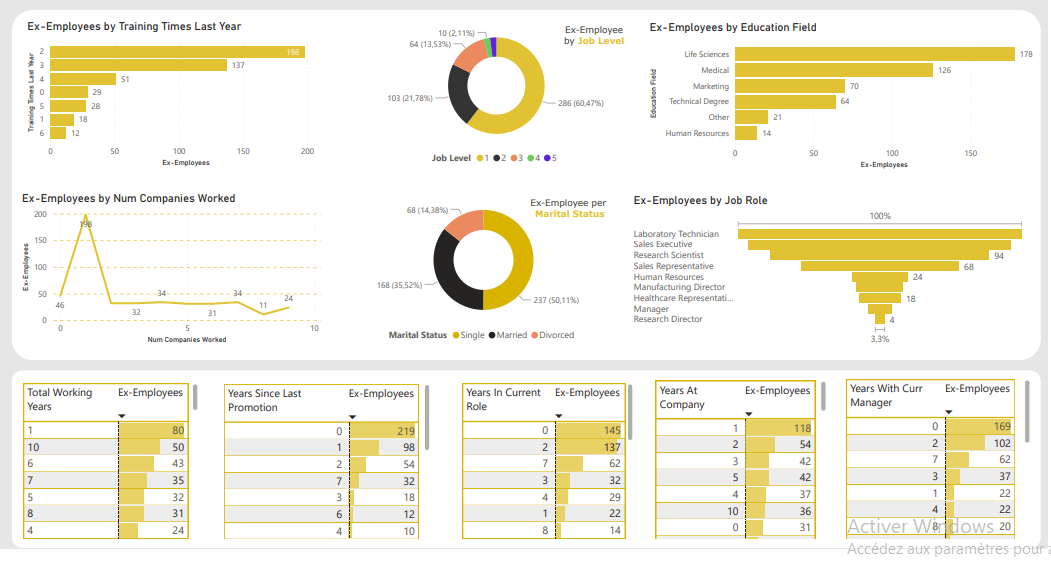 Ex-Employees by Training Times Last Year
Training Times Last Year
2
198
3
137
4
51
0
29
5
28
1
18
6
12
0
50
100
150
200
Ex-Employees
Ex-Employee
by Job Level
10 (2,11%)
64 (13,53%)
103 (21,78%)
286 (60,47%)
Job Level
1
2
3
4
5
Ex-Employees by Education Field
Education Field
Life Sciences
178
Medical
126
Marketing
70
Technical Degree
64
Other
21
Human Resources
14
0
50
100
150
Ex-Employees
Ex-Employees by Num Companies Worked
Ex-Employees
200
150
100
50
0
46
198
32
34
31
34
11
24
0
5
10
Num Companies Worked
Ex-Employee per
Marital Status
68 (14,38%)
168 (35,52%)
237 (50,11%)
Marital Status
Single
Married
Divorced
Ex-Employees by Job Role
100%
Laboratory Technician
Sales Executive
Research Scientist
94
Sales Representative
68
Human Resources
24
Manufacturing Director
Healthcare Representati...
18
Manager
Research Director
4
3,3%
Total Working Years Ex-Employees
1 80
10 50
6 43
7 35
5 32
8 31
4 24
Years Since Last Promotion Ex-Employees
0 219
1 98
2 54
7 32
3 18
6 12
4 10
Years In Current Role Ex-Employees
0 145
2 137
7 62
3 32
4 29
1 22
8 14
Years At Company Ex-Employees
1 118
2 54
3 42
5 42
4 37
10 36
0 31
Years With Curr Manager Ex-Employees
0 169
2 102
7 62
3 37
1 22
4 22
8 20
Activer Windows
Accédez aux paramètres pour a